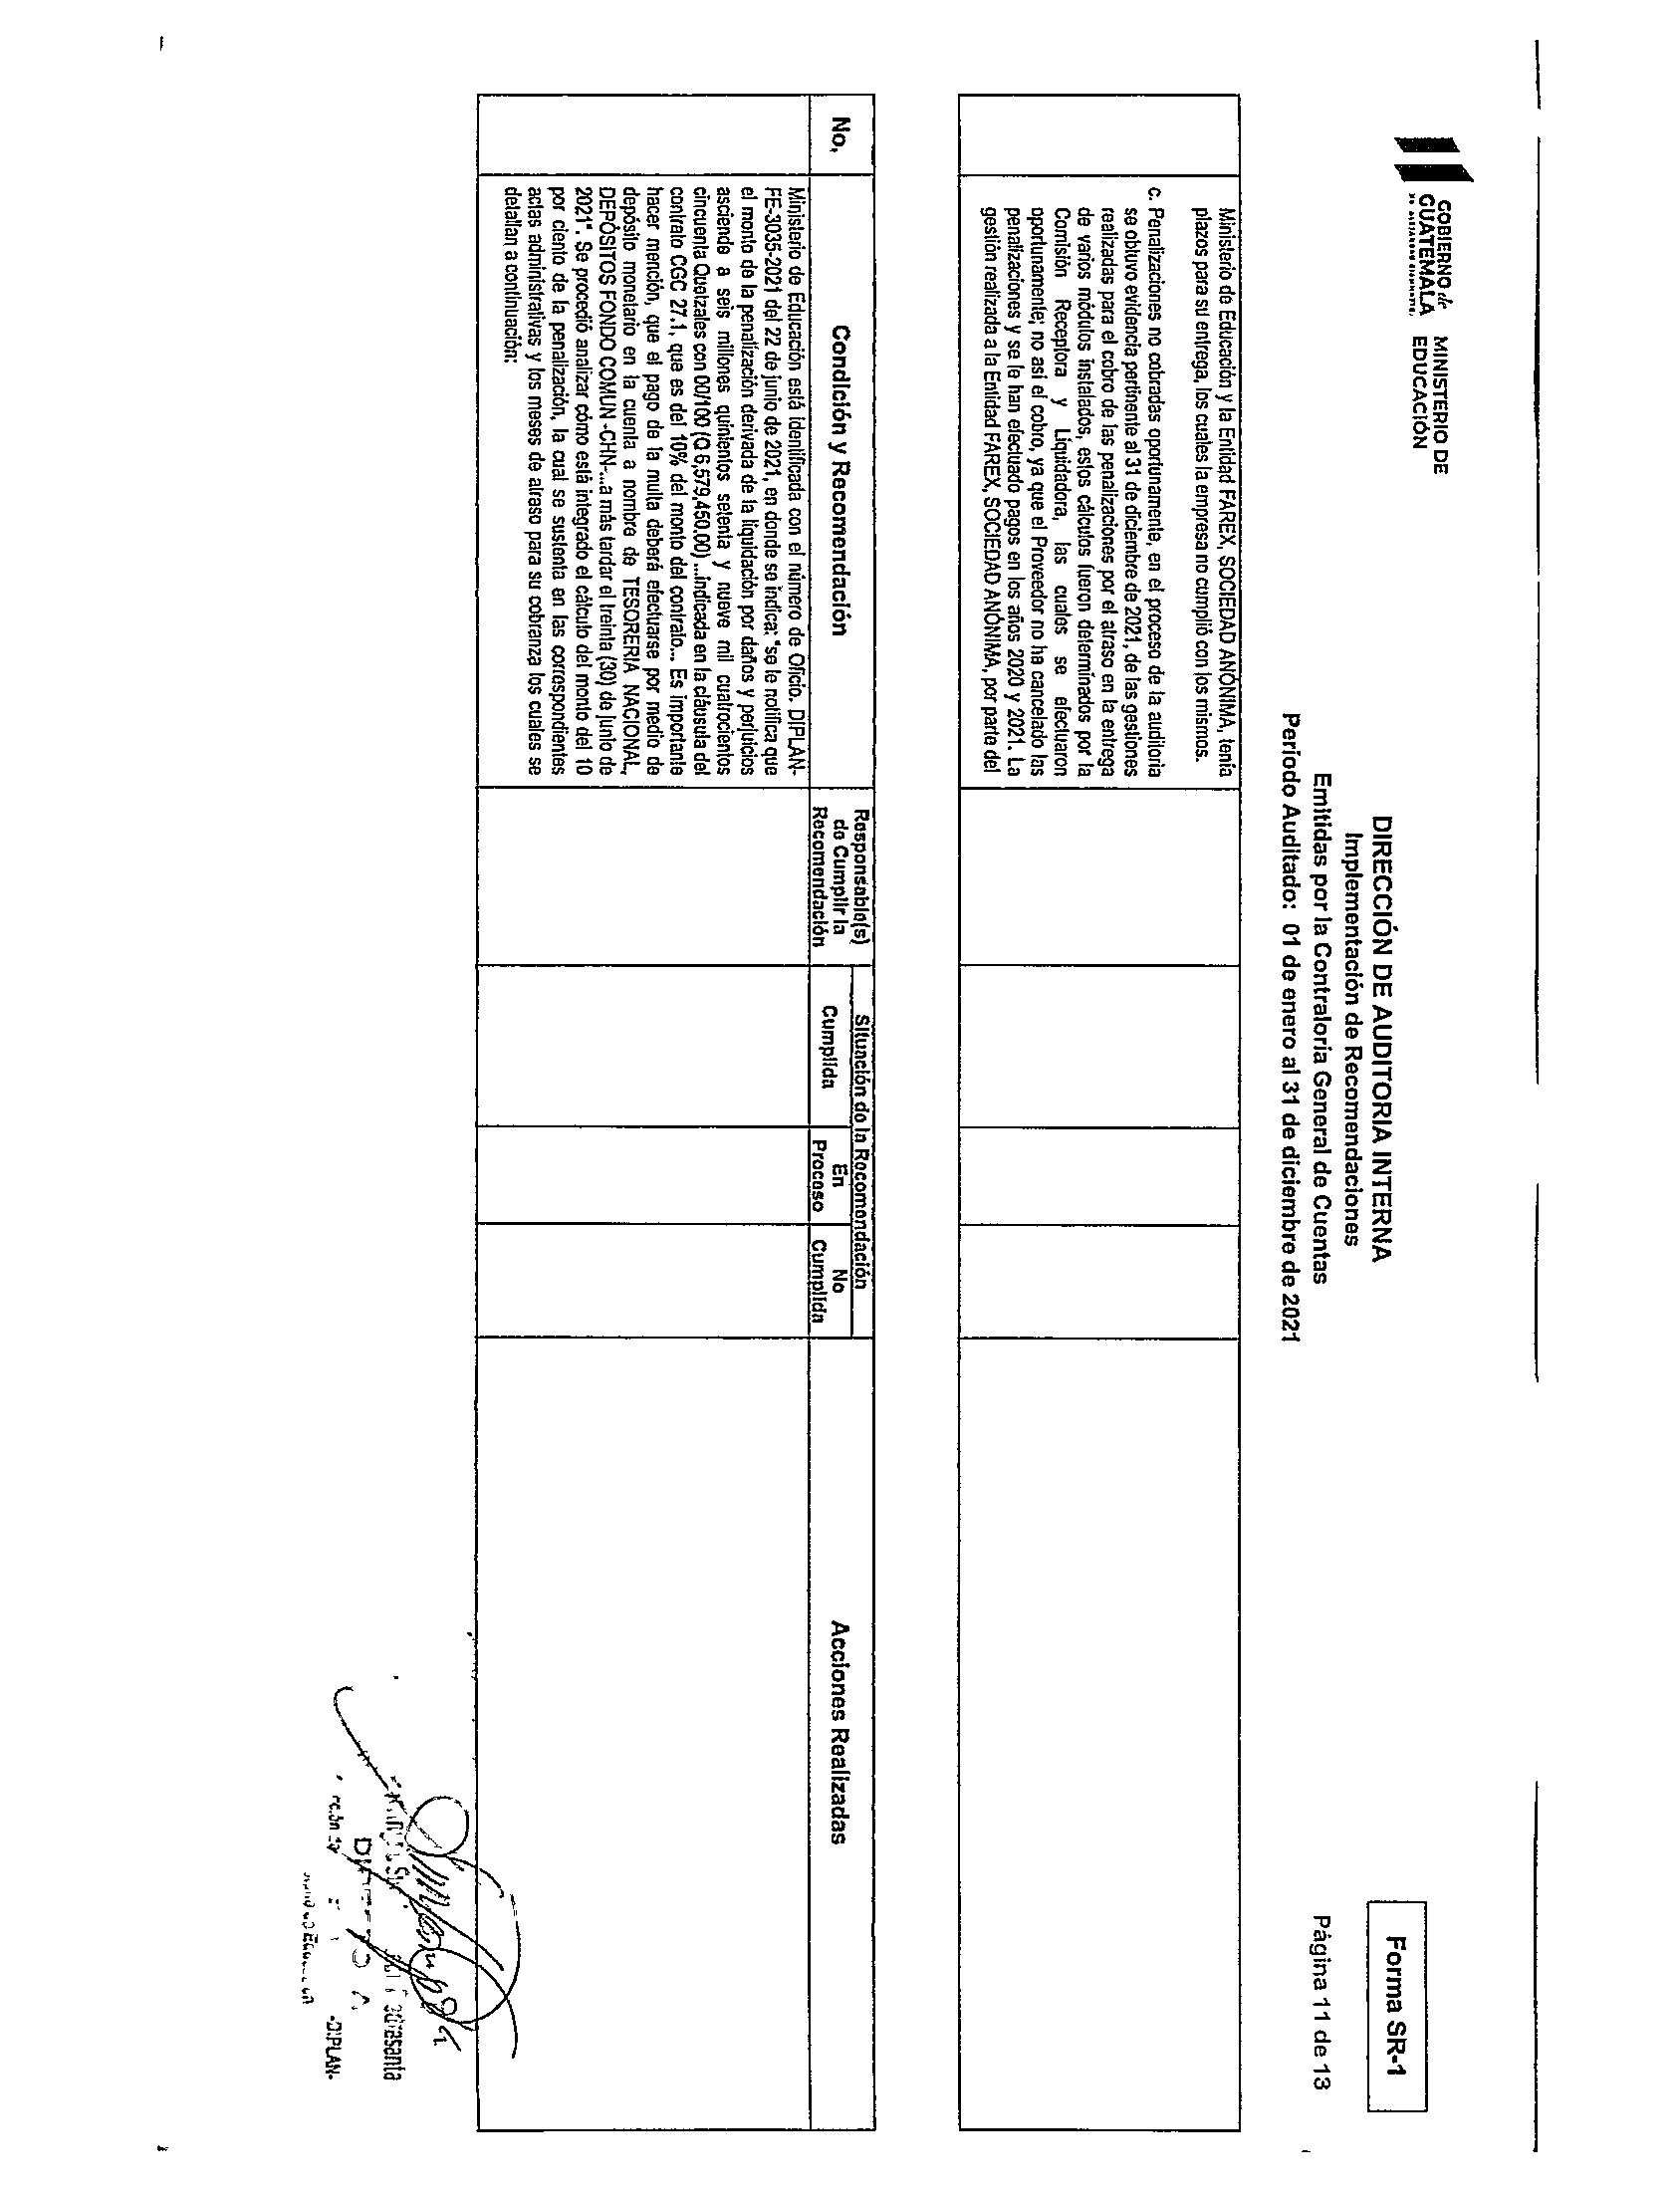 GOBIERNO de
GUATEMALA
MINISTERIO DE
EDUCACIÓN
DIRECCIÓN DE AUDITORIA INTERNA
Implementación de Recomendaciones
Emitidas por la Contraloria General de Cuentas
Período Auditado: 01 de enero al 31 de diciembre de 2021
Forma SR-1
Página 11 de 13
Ministerio de Educación y la Entidad FAREX, SOCIEDAD ANÓNIMA, tenía
plazos para su entrega, los cuales la empresa no cumplió con los mismos.
c. Penalizaciones no cobradas oportunamente, en el proceso de la auditoria
se obtuvo evidencia pertinente al 31 de diciembre de 2021, de las gestiones
realizadas para el cobro de las penalizaciones por el atraso en la entrega
de varios módulos instalados, estos cálculos fueron determinados por la
Comisión Receptora y Liquidadora, las cuales se efectuaron
oportunamente; no así el cobro, ya que el Proveedor no ha cancelado las
penalizaciones y se le han efectuado pagos en los años 2020 y 2021. La
gestión realizada a la Entidad FAREX, SOCIEDAD ANÓNIMA, por parte del
No.
Condición y Recomendación
Responsable(s)
de Cumplir la
Recomendación
Situación de la Recomendación
Cumplida
En
Proceso
No
Cumplida
Acciones Realizadas
Ministerio de Educación está identificada con el número de Oficio. DIPLAN-
FE-3035-2021 del 22 de junio de 2021, en donde se indica: "se le notifica que
el monto de la penalización derivada de la liquidación por daños y perjuicios
asciende a seis millones quinientos setenta y nueve mil cuatrocientos
cincuenta Quetzales con 00/100 (Q 6,579,450.00) ...indicada en la cláusula del
contrato CGC 27.1, que es del 10% del monto del contrato... Es importante
hacer mención, que el pago de la multa deberá efectuarse por medio de
depósito monetario en la cuenta a nombre de TESORERIA NACIONAL,
DEPÓSITOS FONDO COMUN -CHN-...a más tardar el treinta (30) de junio de
2021". Se procedió analizar cómo está integrado el cálculo del monto del 10
por ciento de la penalización, la cual se sustenta en las correspondientes
actas administrativas y los meses de atraso para su cobranza los cuales se
detallan a continuación:
-DIPLAN-